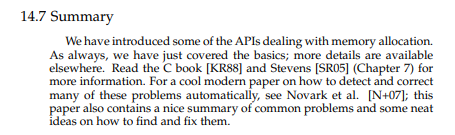 14.7 Summary
We have introduced some of the APIs dealing with memory allocation.
As always, we have just covered the basics; more details are available
elsewhere. Read the C book [KR88] and Stevens [SR05] (Chapter 7) for
more information. For a cool modern paper on how to detect and correct
many of these problems automatically, see Novark et al. [N+07]; this
paper also contains a nice summary of common problems and some neat
ideas on how to find and fix them.